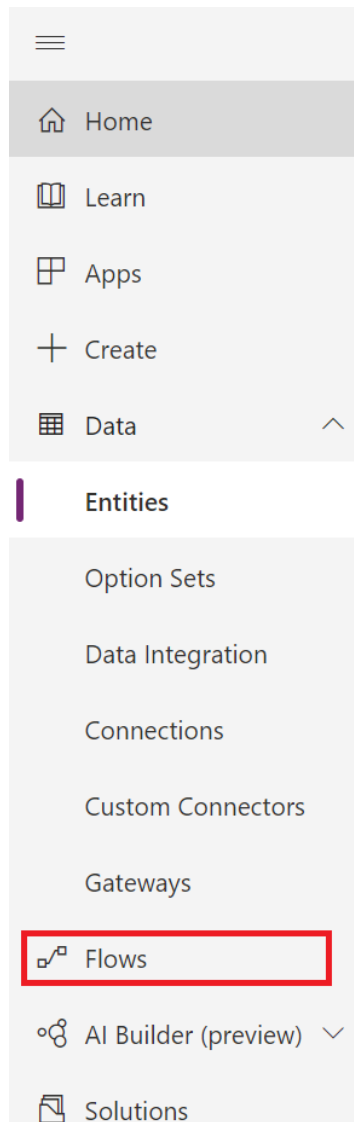 Home
Learn
Apps
Create
Data
Entities
Option Sets
Data Integration
Connections
Custom Connectors
Gateways
Flows
AI Builder (preview)
Solutions